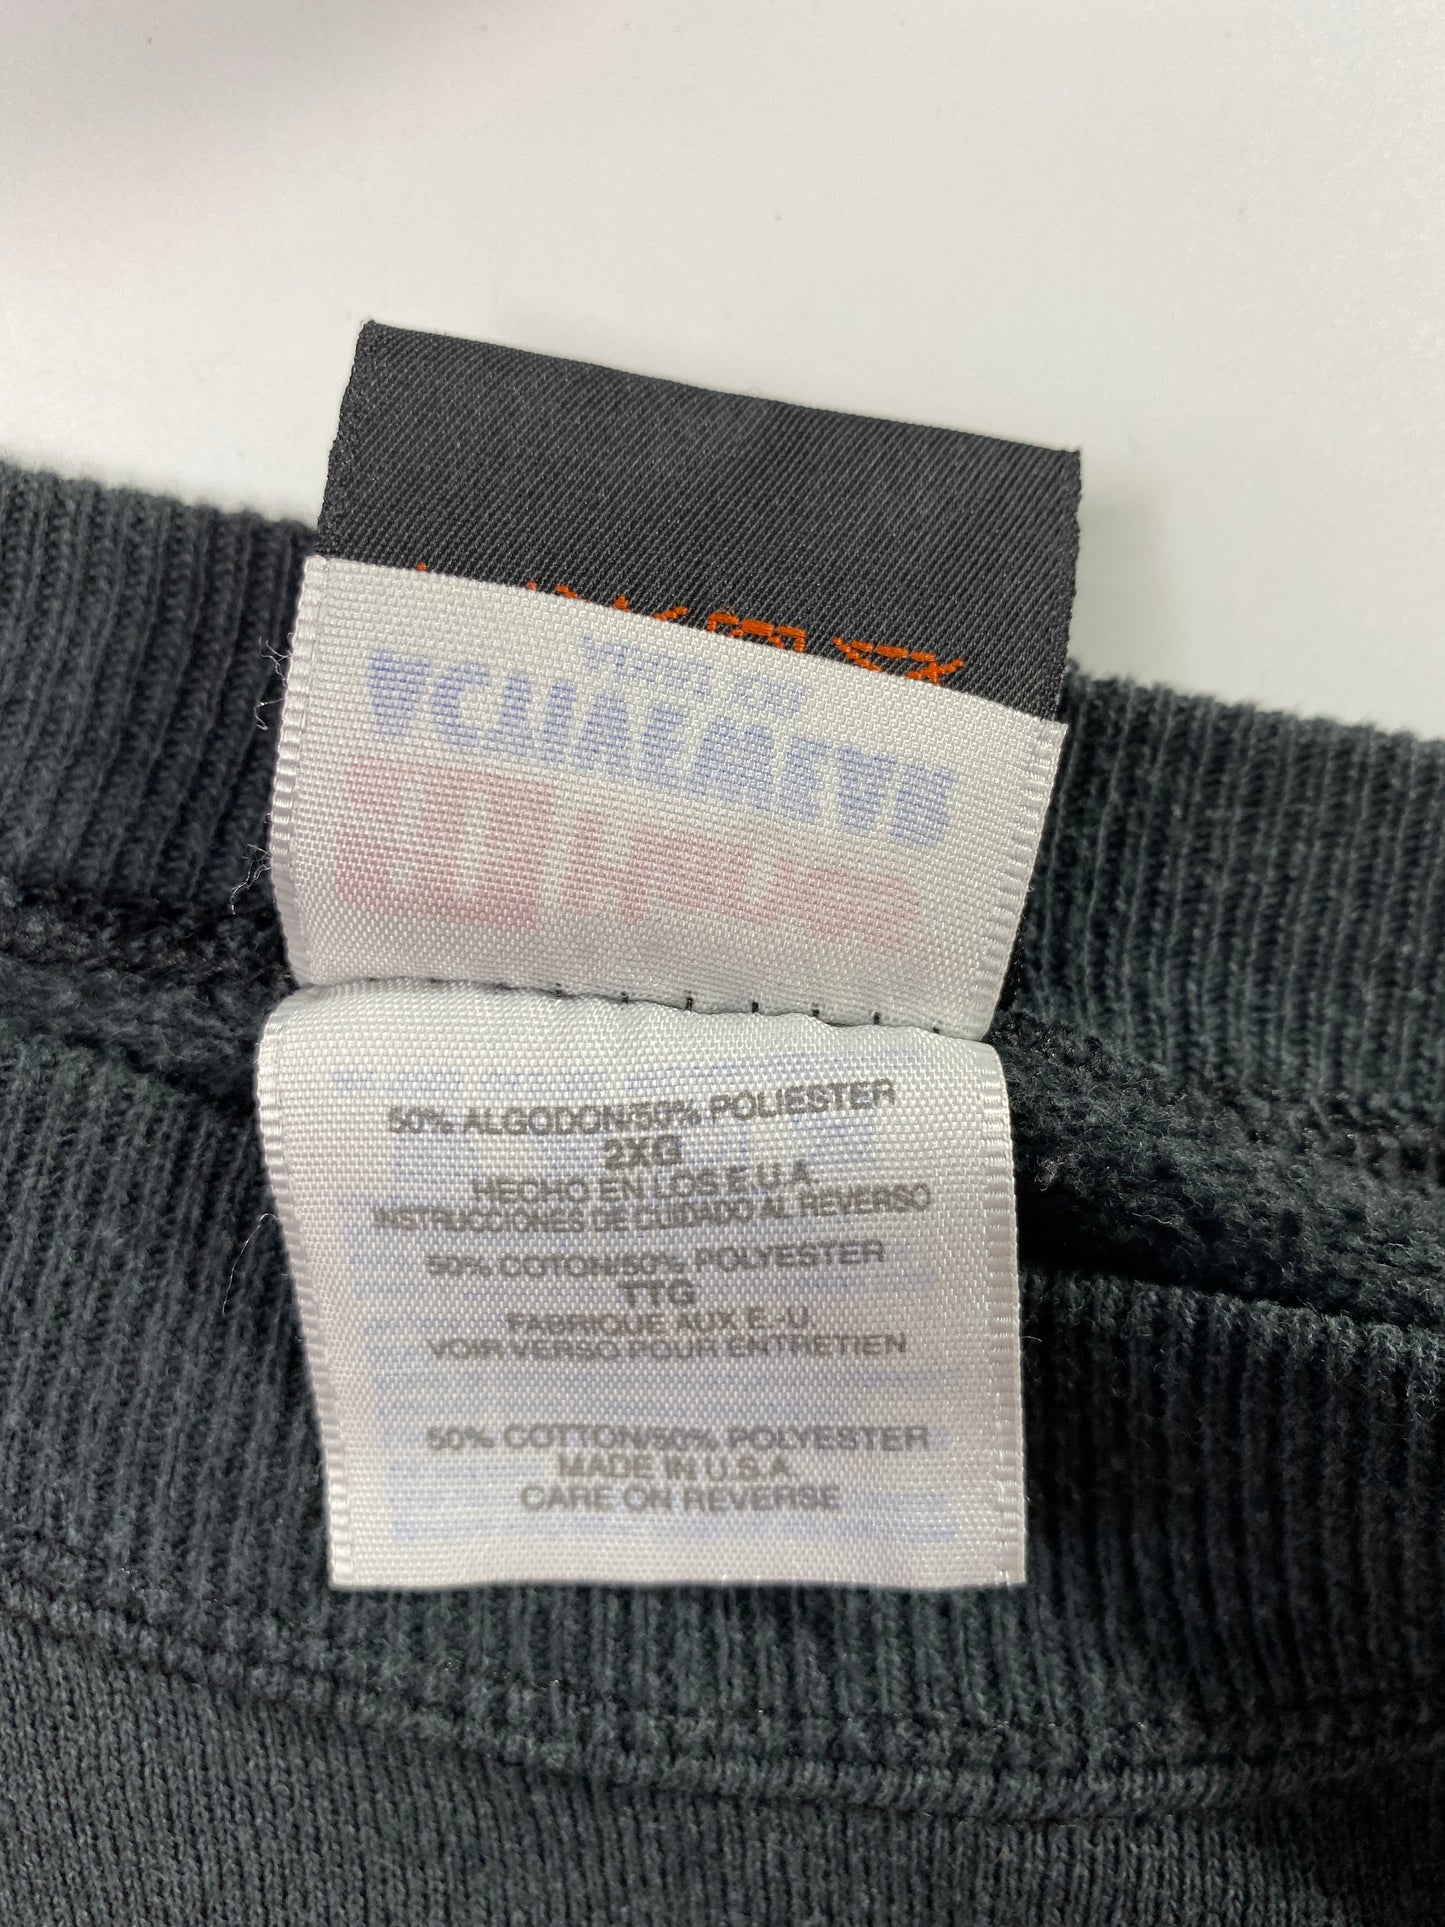 50% ALGODON/50% POLIESTER
2XG
HECHO EN LOS E.U.A.
INSTRUCCIONES DE CUIDADO AL REVERSO
50% COTON/50% POLYESTER
TTG
FABRIQUE AUX E.-U.
VOIR VERSO POUR ENTRETIEN
50% COTTON/50% POLYESTER
MADE IN U.S.A.
CARE ON REVERSE